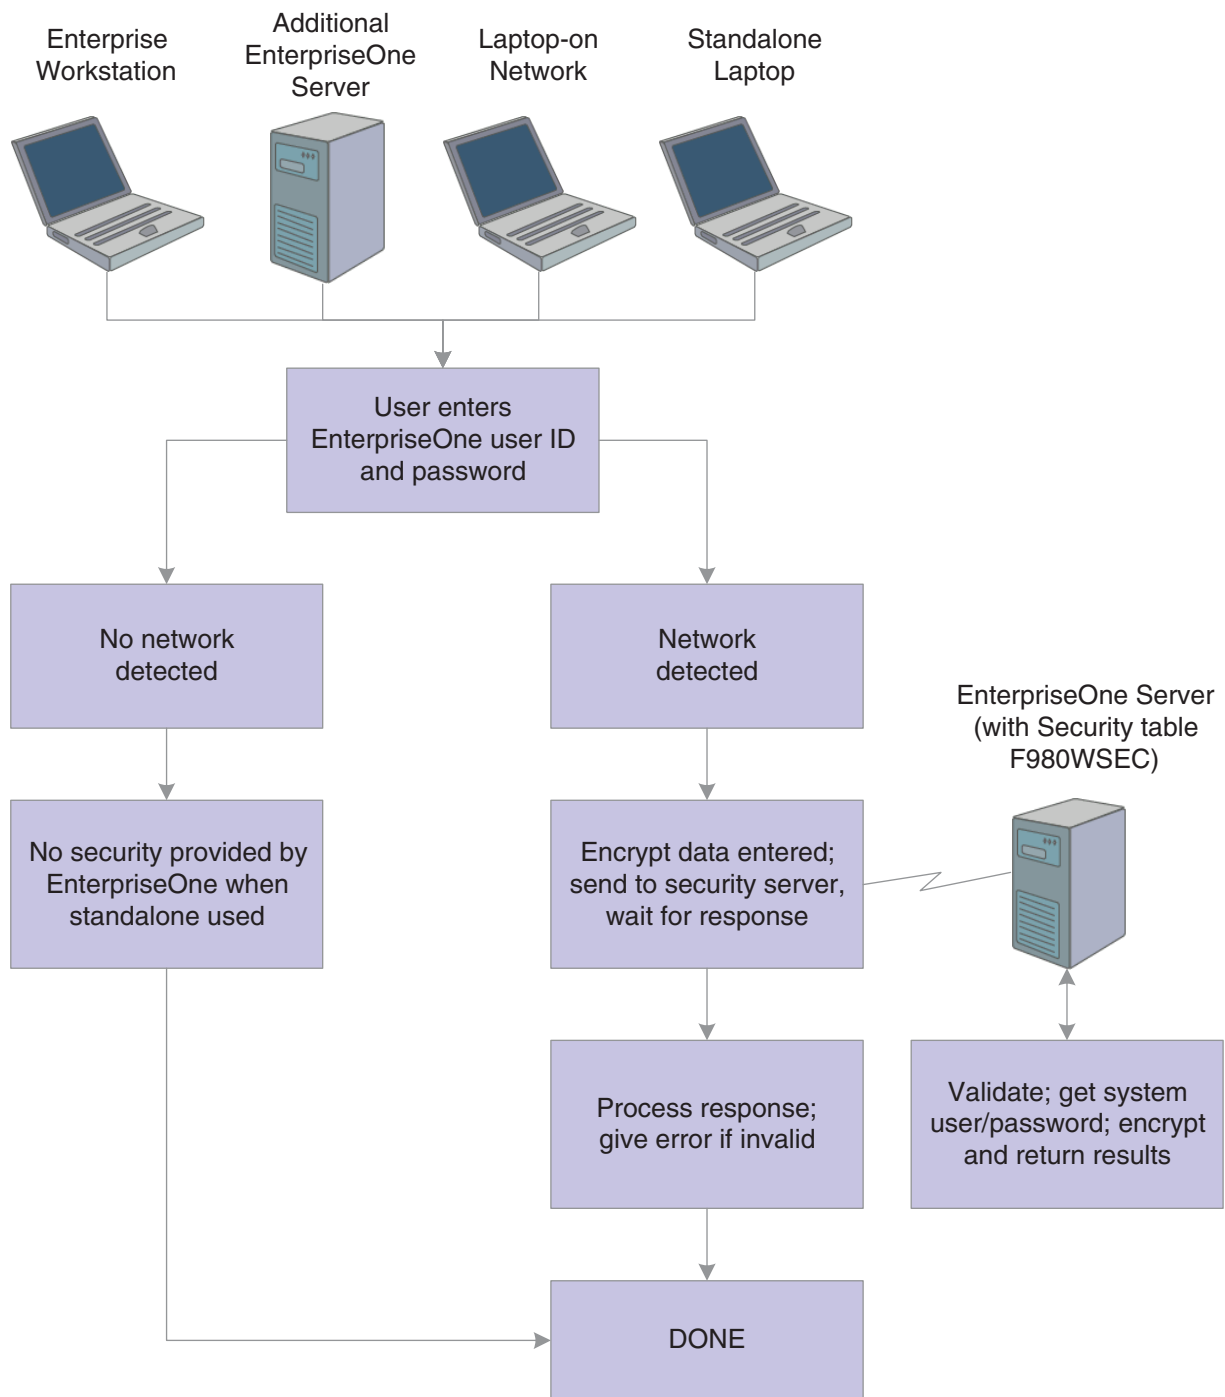 Enterprise
Workstation
Additional
EnterpriseOne
Server
Laptop-on
Network
Standalone
Laptop
User enters
EnterpriseOne user ID
and password
No network
detected
Network
detected
EnterpriseOne Server
(with Security table
F980WSEC)
No security provided by
EnterpriseOne when
standalone used
Encrypt data entered;
send to security server,
wait for response
Process response;
give error if invalid
Validate; get system
user/password; encrypt
and return results
DONE